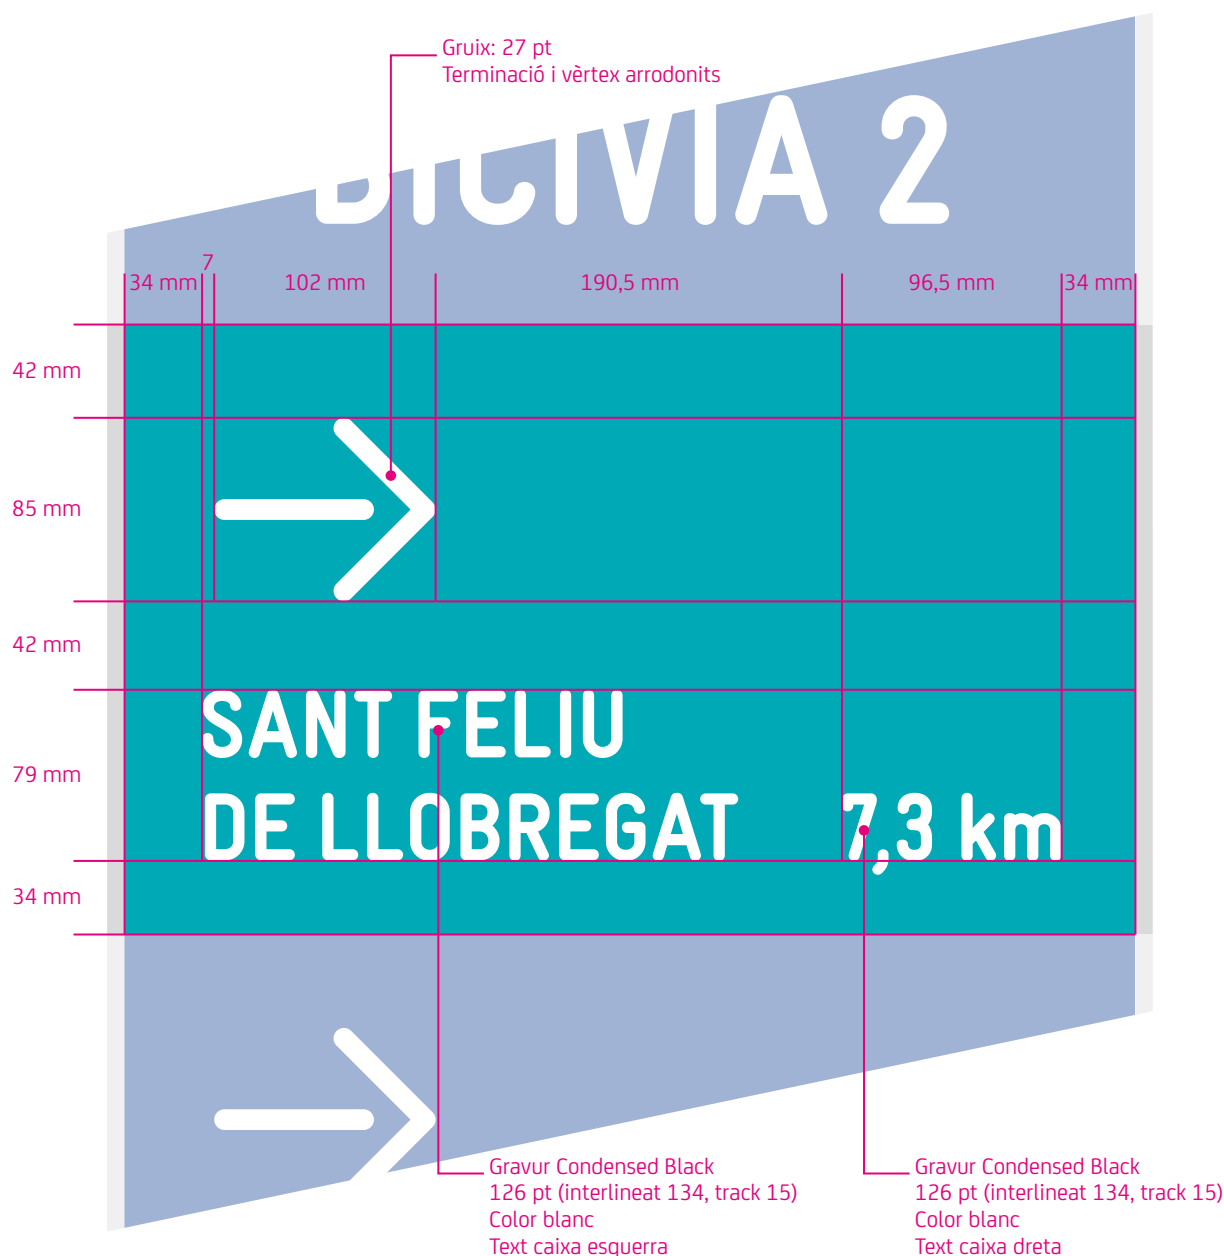 Gruix: 27 pt
Terminació i vèrtex arrodonits
BICIVIA 2
7
34 mm
102 mm
190,5 mm
96,5 mm
34 mm
42 mm
85 mm
42 mm
SANT FELIU
79 mm
DE LLOBREGAT
7,3 km
34 mm
Gravur Condensed Black
126 pt (interlineat 134, track 15)
Color blanc
Text caixa esquerra
Gravur Condensed Black
126 pt (interlineat 134, track 15)
Color blanc
Text caixa dreta